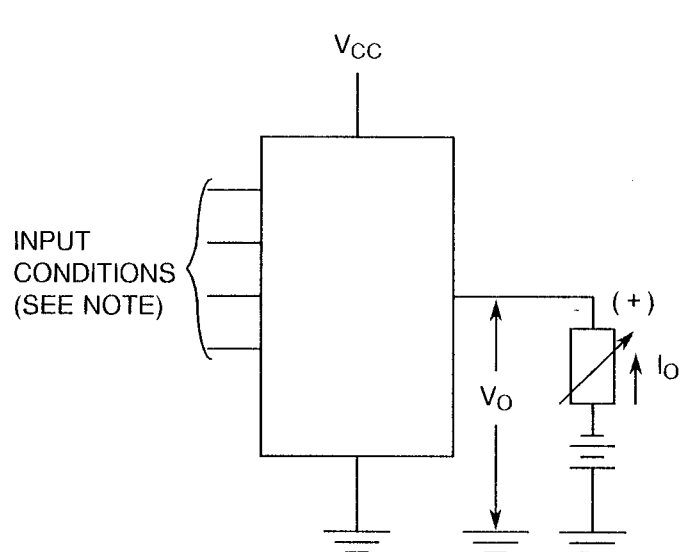 VCC
INPUT
CONDITIONS
(SEE NOTE)
(+)
IO
VO